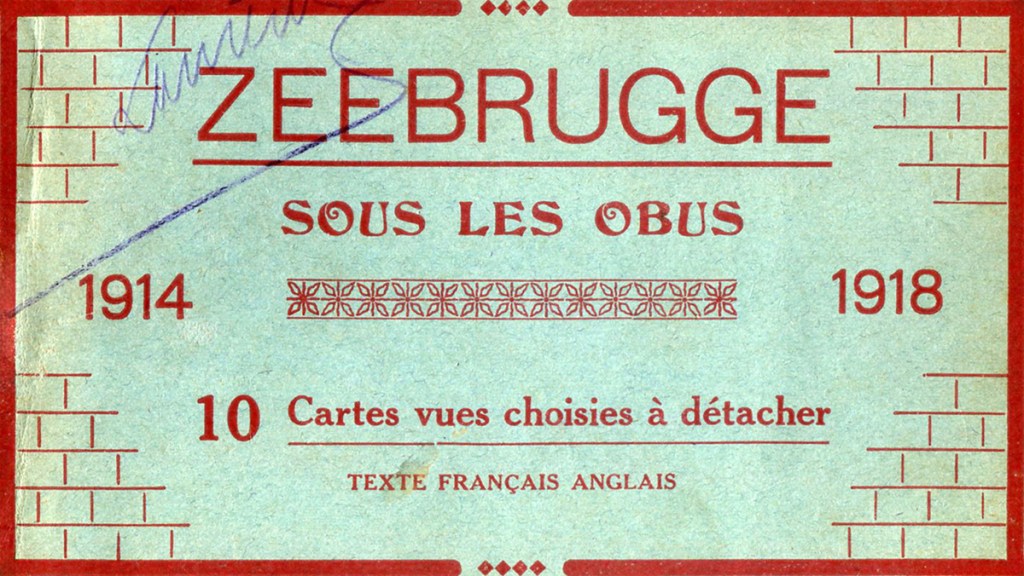 ZEEBRUGGE
SOUS LES OBUS
1914 1918
10 Cartes vues choisies à détacher
TEXTE FRANÇAIS ANGLAIS